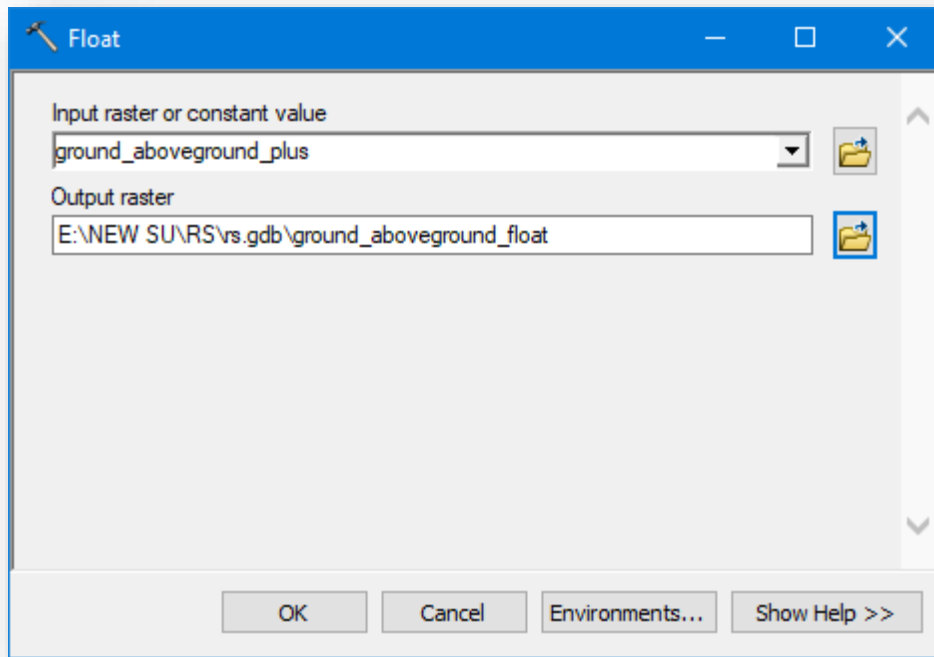 Float
Input raster or constant value
ground_aboveground_plus
Output raster
E:\NEW SU\RS\rs.gdb\ground_aboveground_float
OK Cancel Environments... Show Help >>